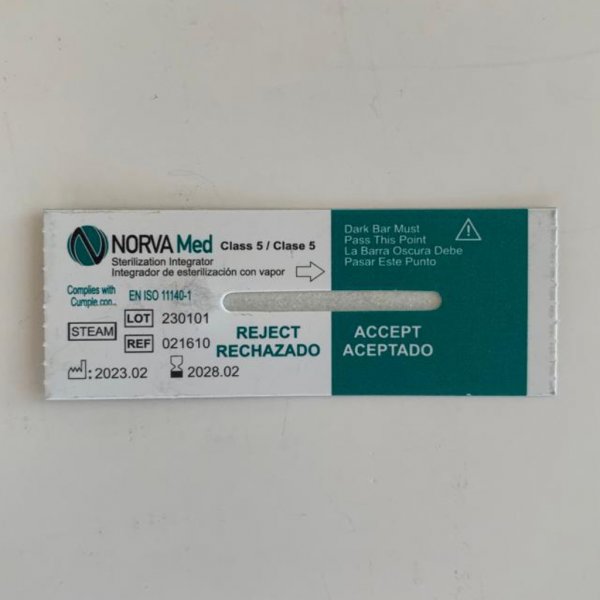 NORVA Med Class 5 / Clase 5
Sterilization Integrator
Integrador de esterilización con vapor
Complies with
Cumple con..
EN ISO 11140-1
STEAM
LOT 230101
REF 021610
: 2023.02
2028.02
REJECT
RECHAZADO
Dark Bar Must
Pass This Point
La Barra Oscura Debe
Pasar Este Punto
ACCEPT
ACEPTADO